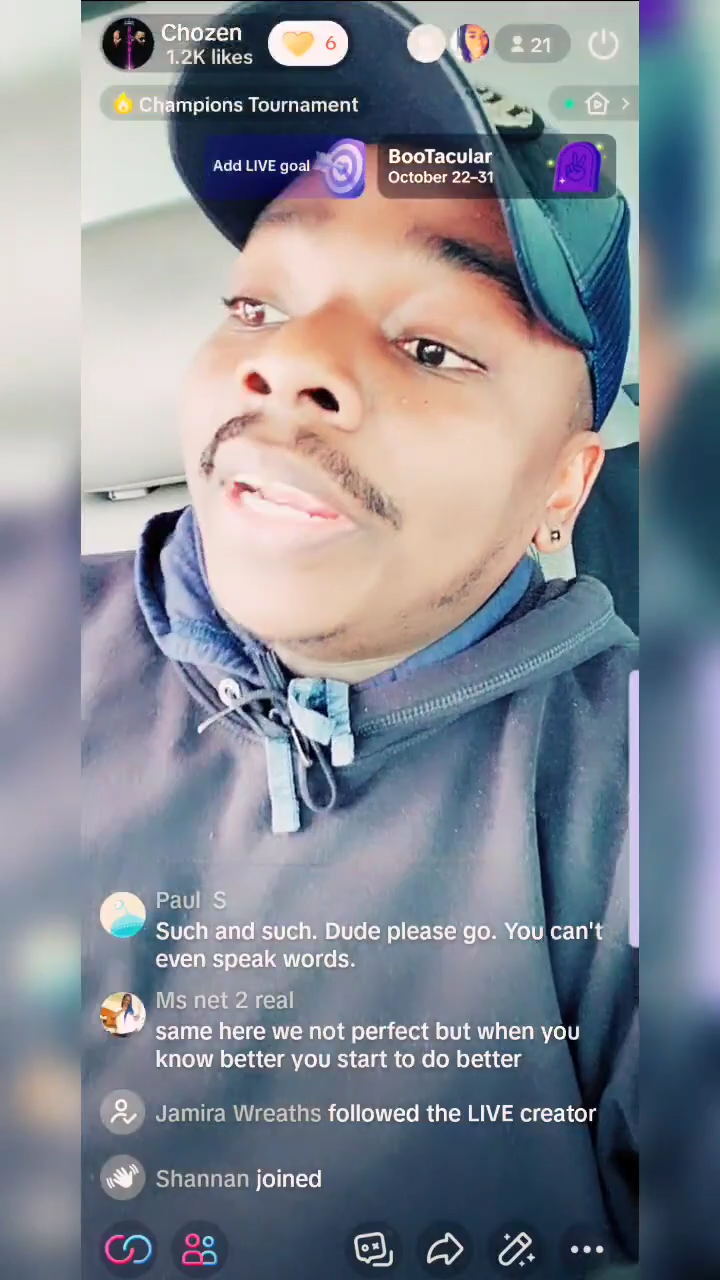 Chozen
1.2K likes
6
21
Champions Tournament
Add LIVE goal
BooTacular
October 22–31
Paul S
Such and such. Dude please go. You can't
even speak words.
Ms net 2 real
same here we not perfect but when you
know better you start to do better
Jamira Wreaths followed the LIVE creator
Shannan joined